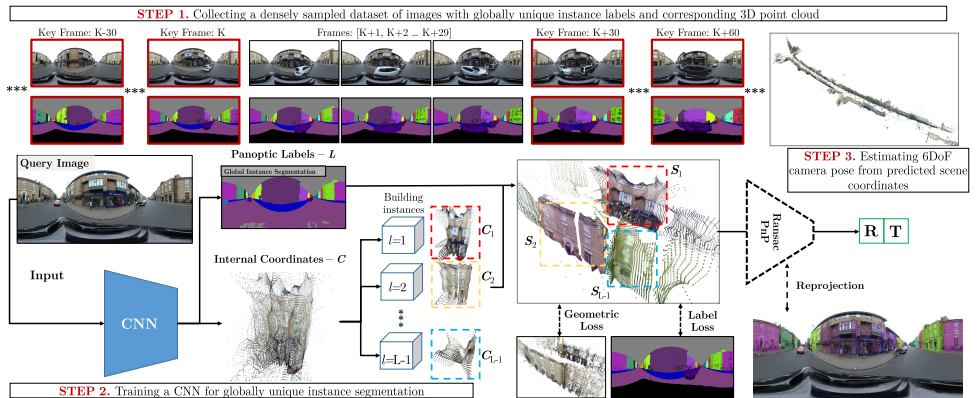 STEP 1. Collecting a densely sampled dataset of images with globally unique instance labels and corresponding 3D point cloud
Key Frame: K-30
Key Frame: K
Frames: [K+1, K+2 ... K+29]
Key Frame: K+30
Key Frame: K+60
***
***
***
***
Query Image
Panoptic Labels – L
Global Instance Segmentation
STEP 3. Estimating 6DoF
camera pose from predicted scene
coordinates
Building
instances
l=1
C1
l=2
C2
***
l=L-1
CL-1
Internal Coordinates – C
Input
CNN
S1
S2
SL-1
Ransac
PnP
R T
Geometric
Loss
Label
Loss
Reprojection
STEP 2. Training a CNN for globally unique instance segmentation